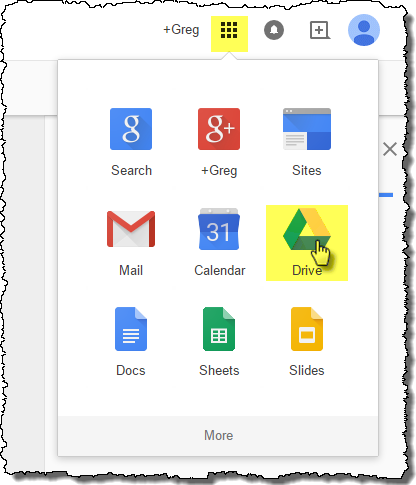 +Greg
g g+
Search +Greg Sites
31
Mail Calendar Drive
Docs Sheets Slides
More